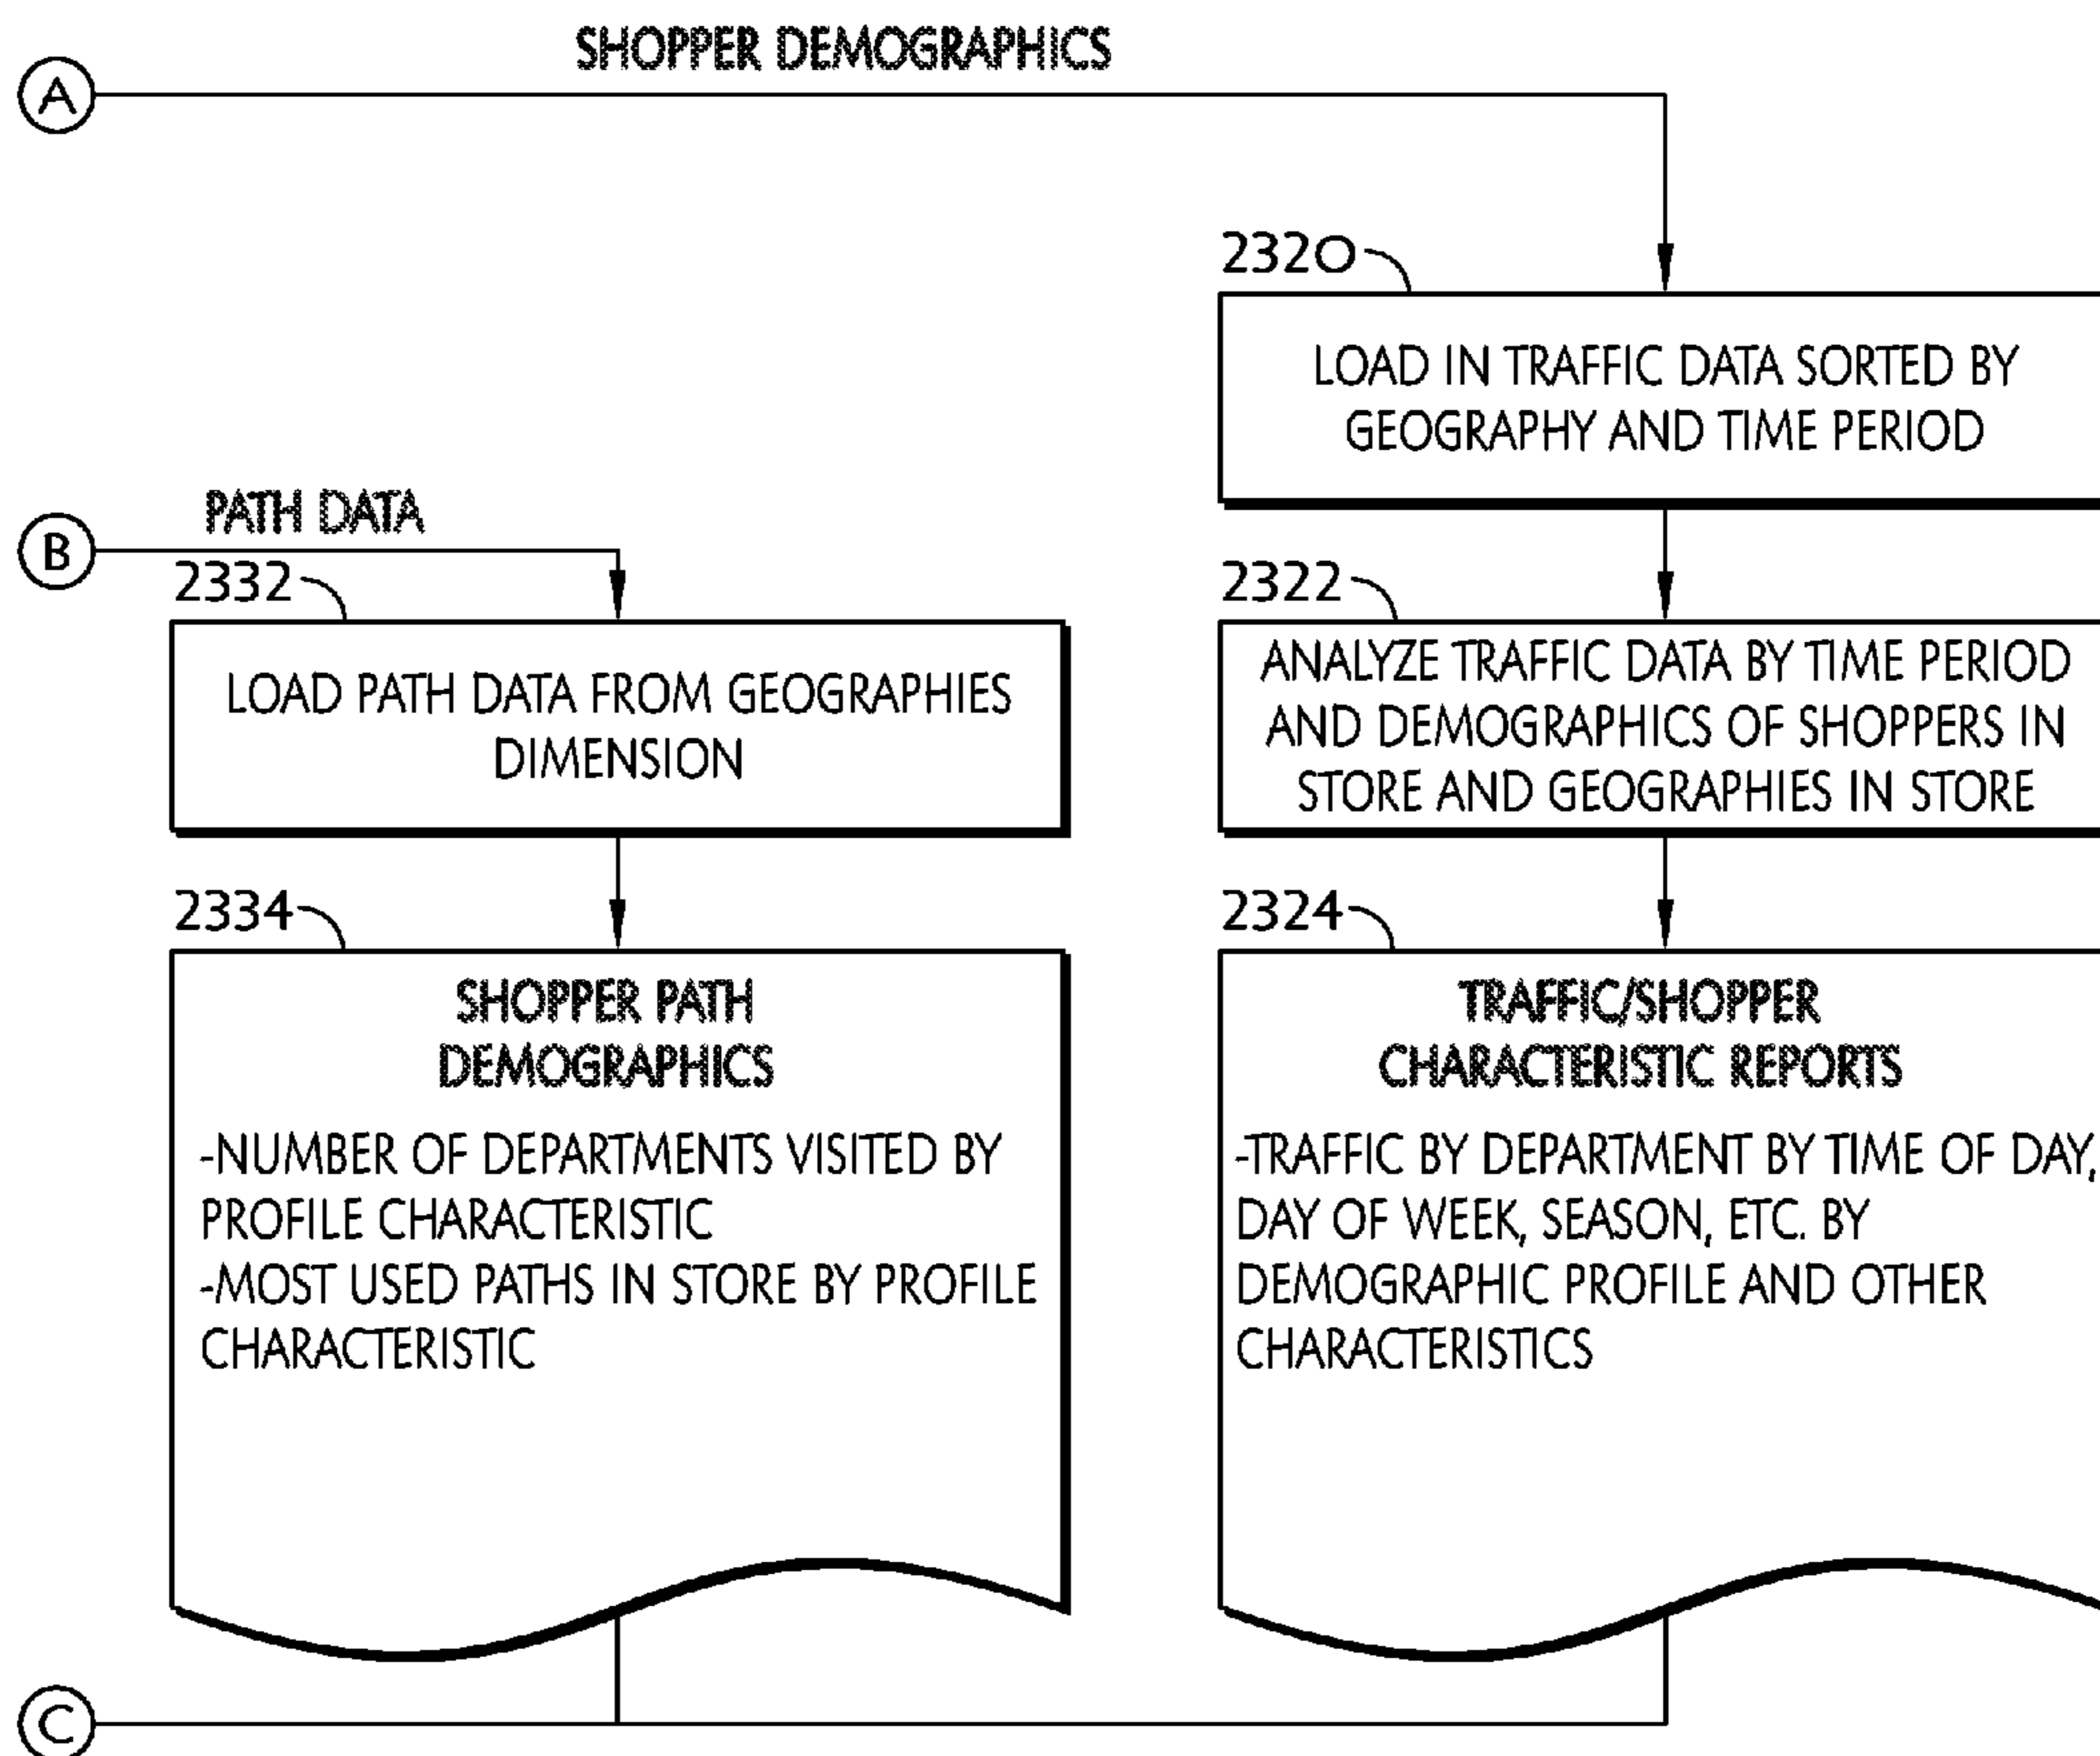 SHOPPER DEMOGRAPHICS
A
2320
LOAD IN TRAFFIC DATA SORTED BY
GEOGRAPHY AND TIME PERIOD
PATH DATA
B
2332
LOAD PATH DATA FROM GEOGRAPHIES
DIMENSION
2322
ANALYZE TRAFFIC DATA BY TIME PERIOD
AND DEMOGRAPHICS OF SHOPPERS IN
STORE AND GEOGRAPHIES IN STORE
2334
SHOPPER PATH
DEMOGRAPHICS
-NUMBER OF DEPARTMENTS VISITED BY
PROFILE CHARACTERISTIC
-MOST USED PATHS IN STORE BY PROFILE
CHARACTERISTIC
2324
TRAFFIC/SHOPPER
CHARACTERISTIC REPORTS
-TRAFFIC BY DEPARTMENT BY TIME OF DAY,
DAY OF WEEK, SEASON, ETC. BY
DEMOGRAPHIC PROFILE AND OTHER
CHARACTERISTICS
C